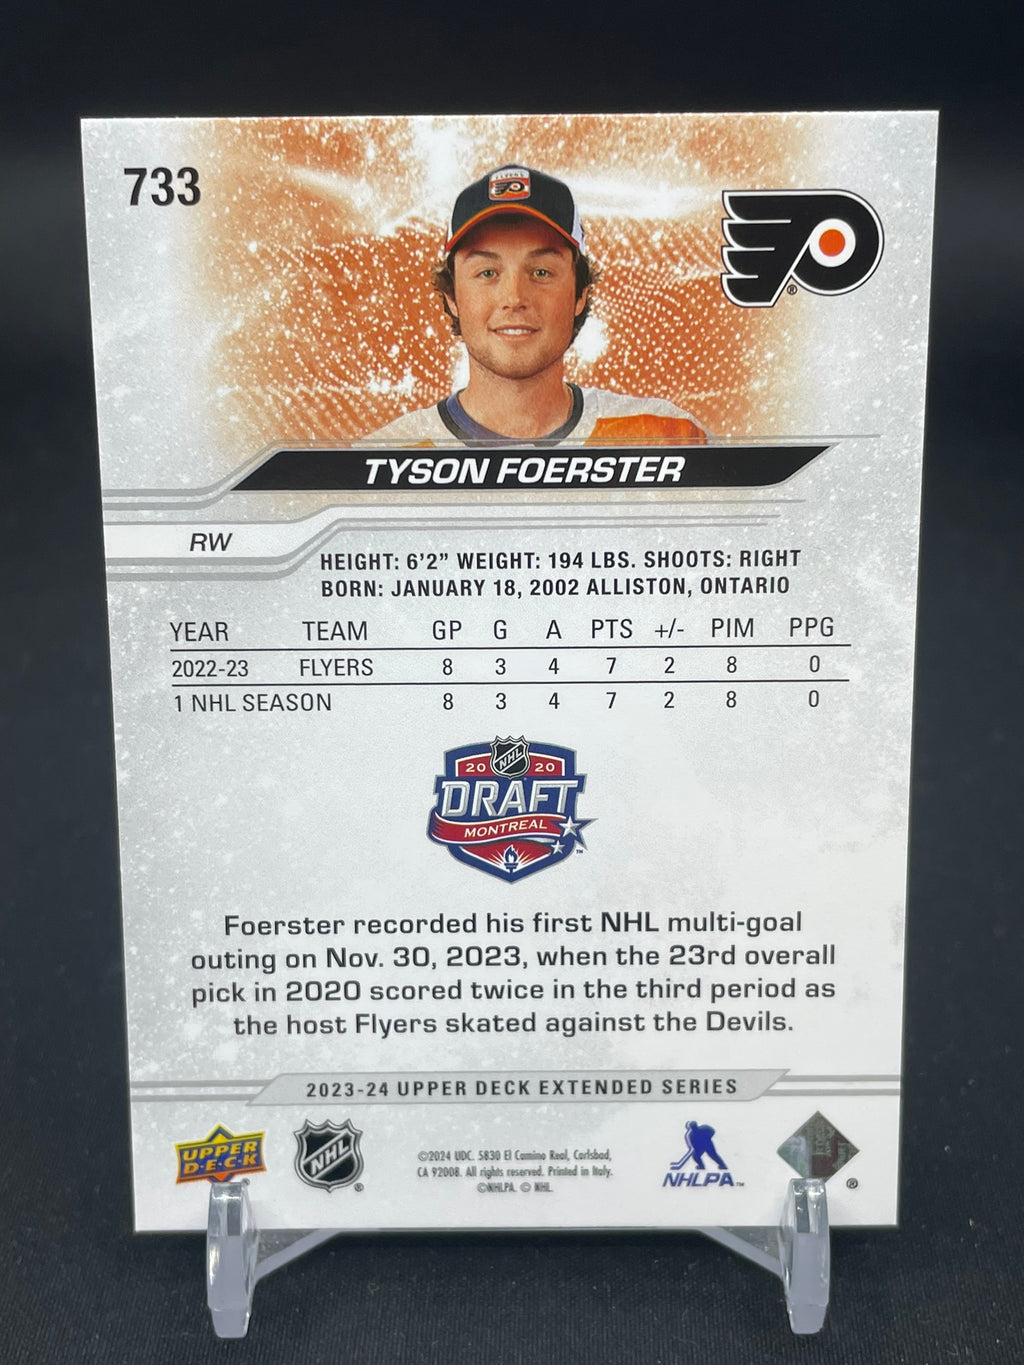 733
FLYERS
TYSON FOERSTER
RW
HEIGHT: 6'2" WEIGHT: 194 LBS. SHOOTS: RIGHT
BORN: JANUARY 18, 2002 ALLISTON, ONTARIO
YEAR TEAM GP G A PTS +/- PIM PPG
2022-23 FLYERS 8 3 4 7 2 8 0
1 NHL SEASON 8 3 4 7 2 8 0
NHL
20 20
DRAFT
MONTREAL
Foerster recorded his first NHL multi-goal
outing on Nov. 30, 2023, when the 23rd overall
pick in 2020 scored twice in the third period as
the host Flyers skated against the Devils.
2023-24 UPPER DECK EXTENDED SERIES
UPPER
D·E·C·K
NHL
©2024 UDC. 5830 El Camino Real, Carlsbad,
CA 92008. All rights reserved. Printed in Italy.
©NHLPA. © NHL.
NHLPA™